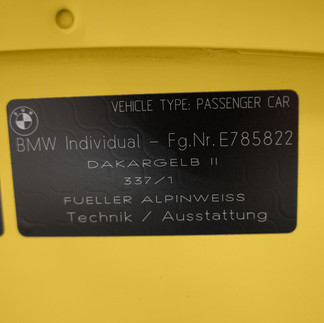 VEHICLE TYPE: PASSENGER CAR
BMW Individual - Fg.Nr. E785822
DAKARGELB II
337/1
FUELLER ALPINWEISS
Technik / Ausstattung